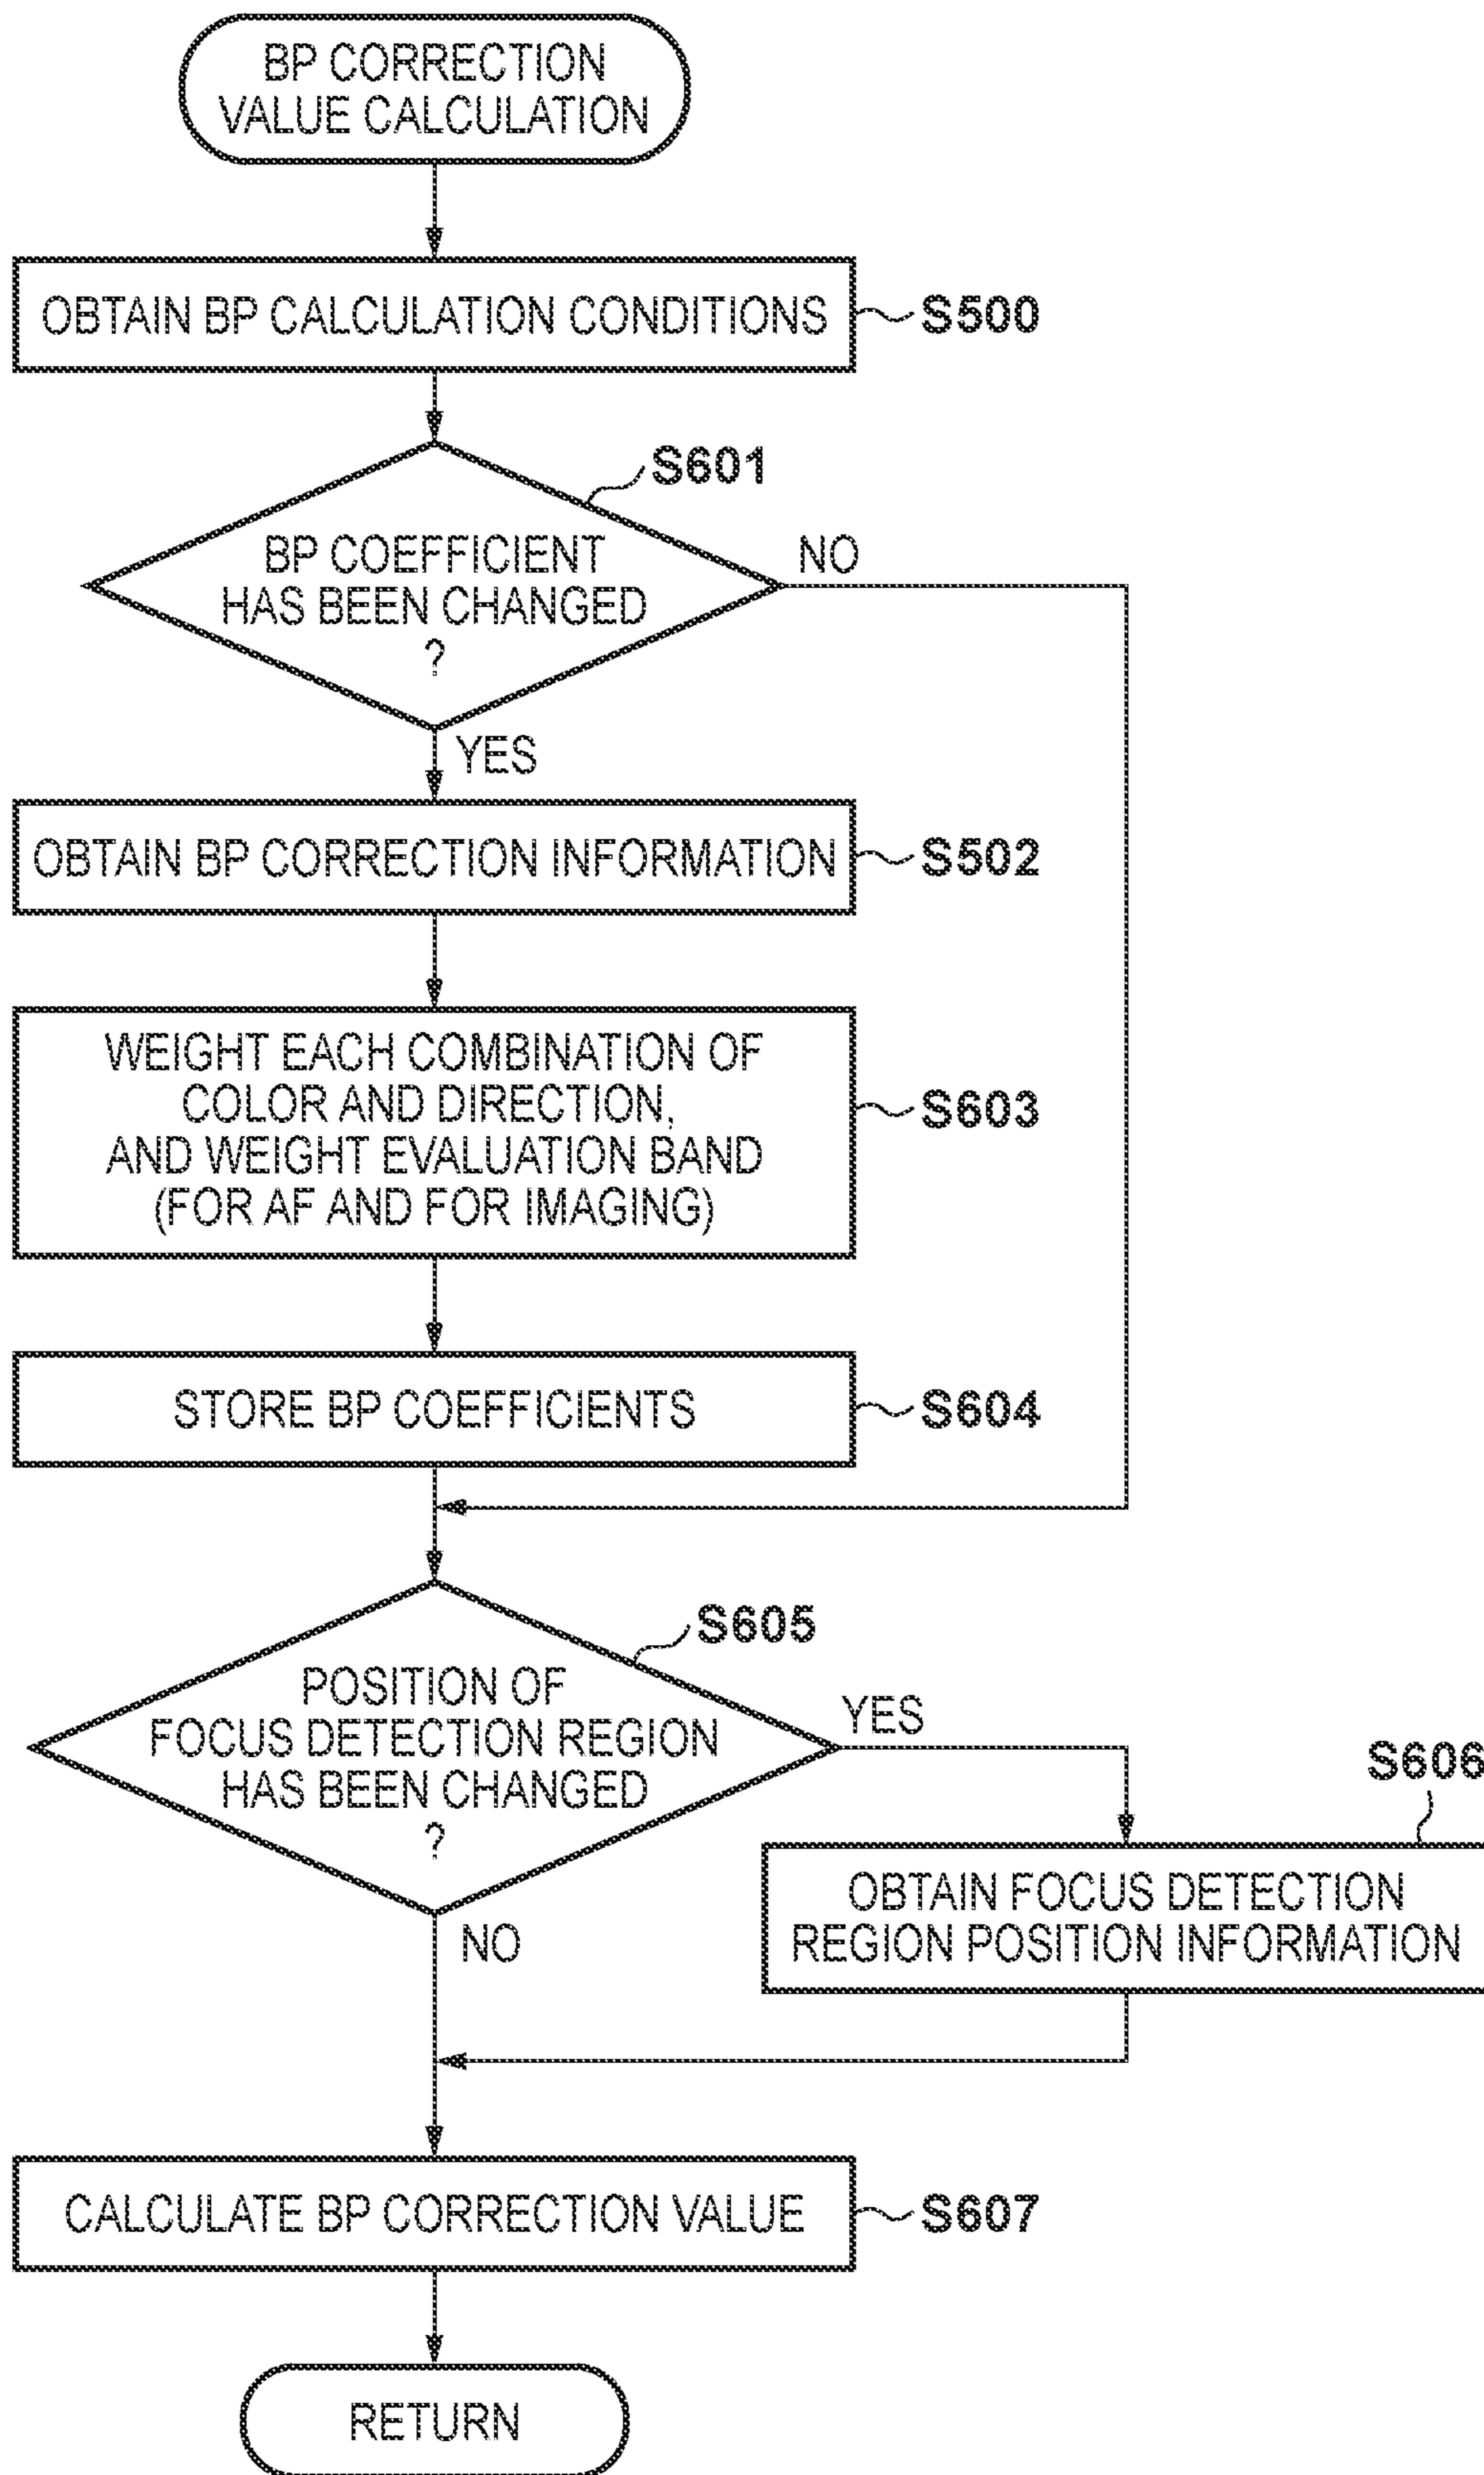 BP CORRECTION
VALUE CALCULATION
OBTAIN BP CALCULATION CONDITIONS
S500
S601
BP COEFFICIENT
HAS BEEN CHANGED
?
NO
YES
OBTAIN BP CORRECTION INFORMATION
S502
WEIGHT EACH COMBINATION OF
COLOR AND DIRECTION,
AND WEIGHT EVALUATION BAND
(FOR AF AND FOR IMAGING)
S603
STORE BP COEFFICIENTS
S604
S605
POSITION OF
FOCUS DETECTION REGION
HAS BEEN CHANGED
?
YES
NO
S606
OBTAIN FOCUS DETECTION
REGION POSITION INFORMATION
CALCULATE BP CORRECTION VALUE
S607
RETURN